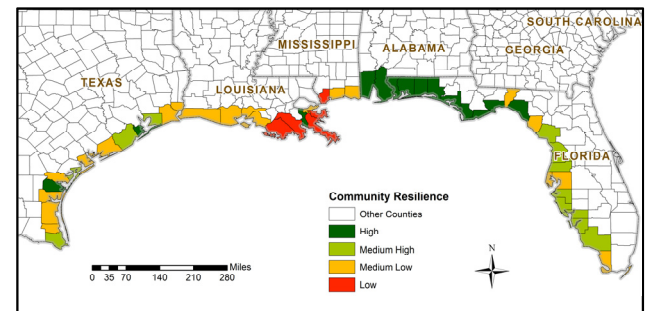 SOUTH CAROLINA
MISSISSIPPI
ALABAMA
GEORGIA
TEXAS
LOUISIANA
FLORIDA
Community Resilience
Other Counties
High
Medium High
Medium Low
Low
N
Miles
0 35 70 140 210 280